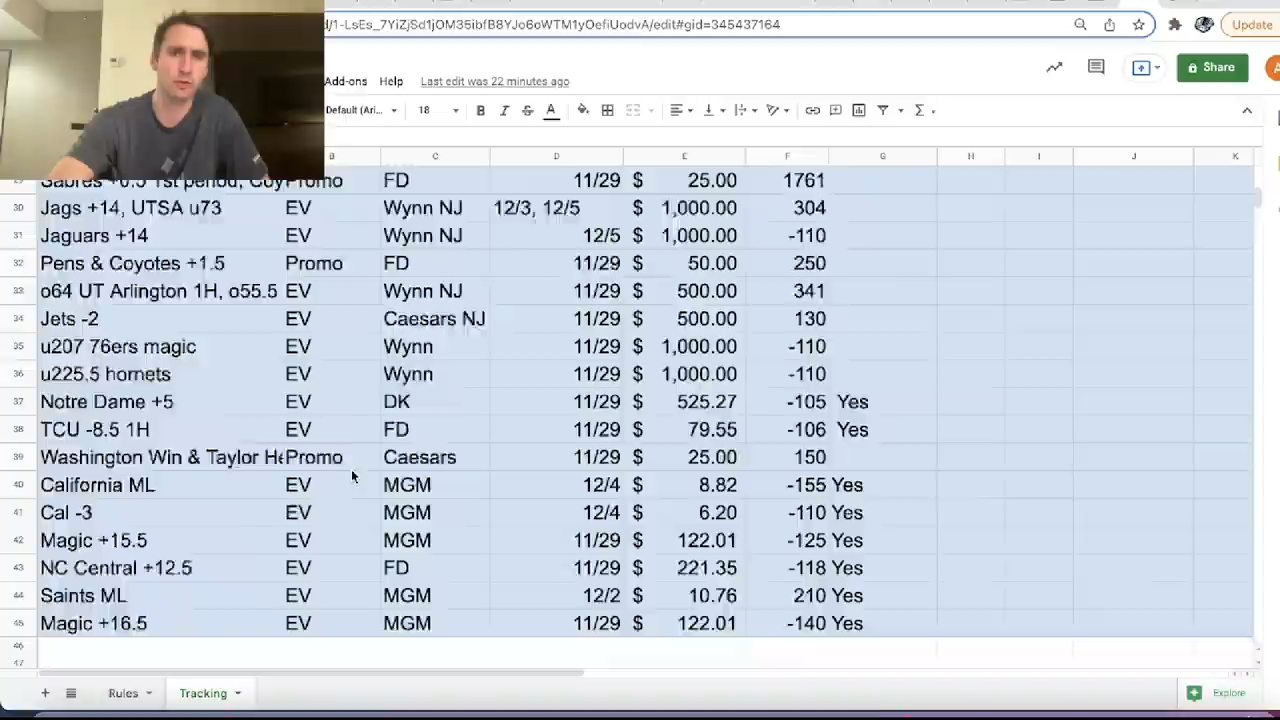 d/1-LsEs_7YiZjSd1jOM35ibfB8YJo6oWTM1yOefiUodvA/edit#gid=345437164
Update
Add-ons Help Last edit was 22 minutes ago
Share
A
Default (Ari... 18 B I S A
B C D E F G H I J K
Sabres +0.5 1st period, Coy Promo FD 11/29 $ 25.00 1761
30 Jags +14, UTSA u73 EV Wynn NJ 12/3, 12/5 $ 1,000.00 304
31 Jaguars +14 EV Wynn NJ 12/5 $ 1,000.00 -110
32 Pens & Coyotes +1.5 Promo FD 11/29 $ 50.00 250
33 o64 UT Arlington 1H, o55.5 EV Wynn NJ 11/29 $ 500.00 341
34 Jets -2 EV Caesars NJ 11/29 $ 500.00 130
35 u207 76ers magic EV Wynn 11/29 $ 1,000.00 -110
36 u225.5 hornets EV Wynn 11/29 $ 1,000.00 -110
37 Notre Dame +5 EV DK 11/29 $ 525.27 -105 Yes
38 TCU -8.5 1H EV FD 11/29 $ 79.55 -106 Yes
39 Washington Win & Taylor He Promo Caesars 11/29 $ 25.00 150
40 California ML EV MGM 12/4 $ 8.82 -155 Yes
41 Cal -3 EV MGM 12/4 $ 6.20 -110 Yes
42 Magic +15.5 EV MGM 11/29 $ 122.01 -125 Yes
43 NC Central +12.5 EV FD 11/29 $ 221.35 -118 Yes
44 Saints ML EV MGM 12/2 $ 10.76 210 Yes
45 Magic +16.5 EV MGM 11/29 $ 122.01 -140 Yes
46
47
Rules Tracking Explore